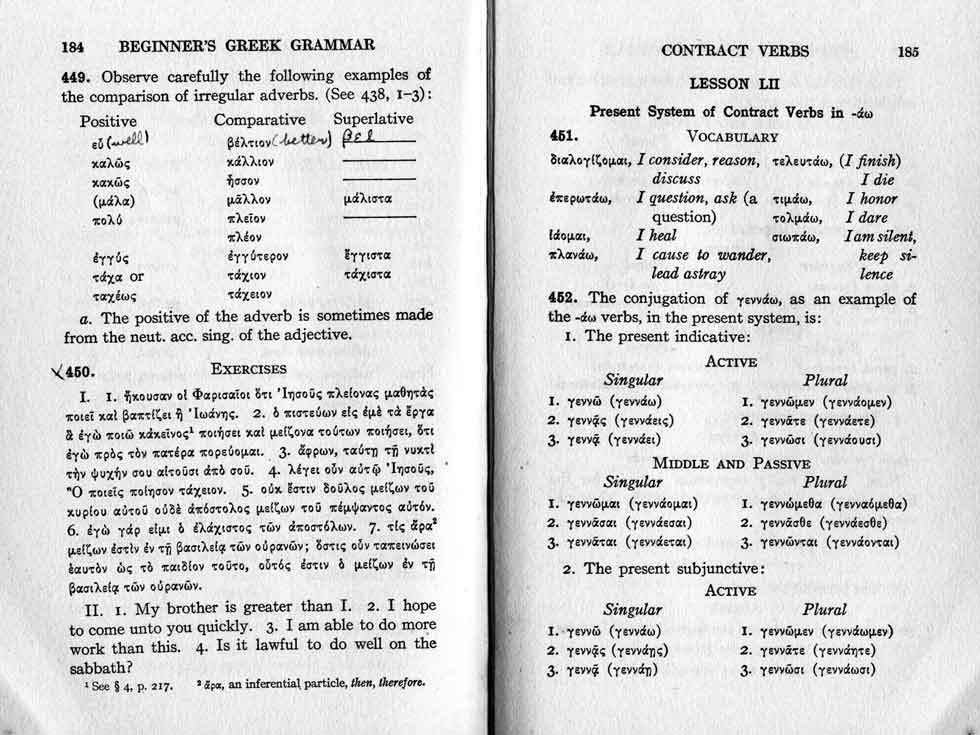 184 BEGINNER'S GREEK GRAMMAR
449. Observe carefully the following examples of
the comparison of irregular adverbs. (See 438, 1–3):
Positive Comparative Superlative
εὖ (well) βέλτιον (better) βελ
καλῶς κάλλιον
κακῶς ἧσσον
(μάλα) μᾶλλον μάλιστα
πολύ πλεῖον
πλέον
ἐγγύς ἐγγύτερον ἔγγιστα
τάχα or τάχιον τάχιστα
ταχέως τάχειον
a. The positive of the adverb is sometimes made
from the neut. acc. sing. of the adjective.
450. EXERCISES
I. 1. ἤκουσαν οἱ Φαρισαῖοι ὅτι Ἰησοῦς πλείονας μαθητὰς
ποιεῖ καὶ βαπτίζει ἢ Ἰωάνης. 2. ὁ πιστεύων εἰς ἐμὲ τὰ ἔργα
ἃ ἐγὼ ποιῶ κἀκεῖνος¹ ποιήσει καὶ μείζονα τούτων ποιήσει, ὅτι
ἐγὼ πρὸς τὸν πατέρα πορεύομαι. 3. ἄφρων, ταύτῃ τῇ νυκτὶ
τὴν ψυχήν σου αἰτοῦσι ἀπὸ σοῦ. 4. λέγει οὖν αὐτῷ Ἰησοῦς,
Ὃ ποιεῖς ποίησον τάχειον. 5. οὐκ ἔστιν δοῦλος μείζων τοῦ
κυρίου αὐτοῦ οὐδὲ ἀπόστολος μείζων τοῦ πέμψαντος αὐτόν.
6. ἐγὼ γάρ εἰμι ὁ ἐλάχιστος τῶν ἀποστόλων. 7. τίς ἄρα²
μείζων ἐστὶν ἐν τῇ βασιλείᾳ τῶν οὐρανῶν; ὅστις οὖν ταπεινώσει
ἑαυτὸν ὡς τὸ παιδίον τοῦτο, οὗτός ἐστιν ὁ μείζων ἐν τῇ
βασιλείᾳ τῶν οὐρανῶν.
II. 1. My brother is greater than I. 2. I hope
to come unto you quickly. 3. I am able to do more
work than this. 4. Is it lawful to do well on the
sabbath?
¹ See § 4, p. 217. ² ἄρα, an inferential particle, then, therefore.
CONTRACT VERBS 185
LESSON LII
Present System of Contract Verbs in -άω
451. VOCABULARY
διαλογίζομαι, I consider, reason, τελευτάω, (I finish)
discuss I die
ἐπερωτάω, I question, ask (a τιμάω, I honor
question) τολμάω, I dare
ἰάομαι, I heal σιωπάω, I am silent,
πλανάω, I cause to wander, keep si-
lead astray lence
452. The conjugation of γεννάω, as an example of
the -άω verbs, in the present system, is:
1. The present indicative:
ACTIVE
Singular Plural
1. γεννῶ (γεννάω) 1. γεννῶμεν (γεννάομεν)
2. γεννᾷς (γεννάεις) 2. γεννᾶτε (γεννάετε)
3. γεννᾷ (γεννάει) 3. γεννῶσι (γεννάουσι)
MIDDLE AND PASSIVE
Singular Plural
1. γεννῶμαι (γεννάομαι) 1. γεννώμεθα (γενναόμεθα)
2. γεννᾶσαι (γεννάεσαι) 2. γεννᾶσθε (γεννάεσθε)
3. γεννᾶται (γεννάεται) 3. γεννῶνται (γεννάονται)
2. The present subjunctive:
ACTIVE
Singular Plural
1. γεννῶ (γεννάω) 1. γεννῶμεν (γεννάωμεν)
2. γεννᾷς (γεννάῃς) 2. γεννᾶτε (γεννάητε)
3. γεννᾷ (γεννάῃ) 3. γεννῶσι (γεννάωσι)